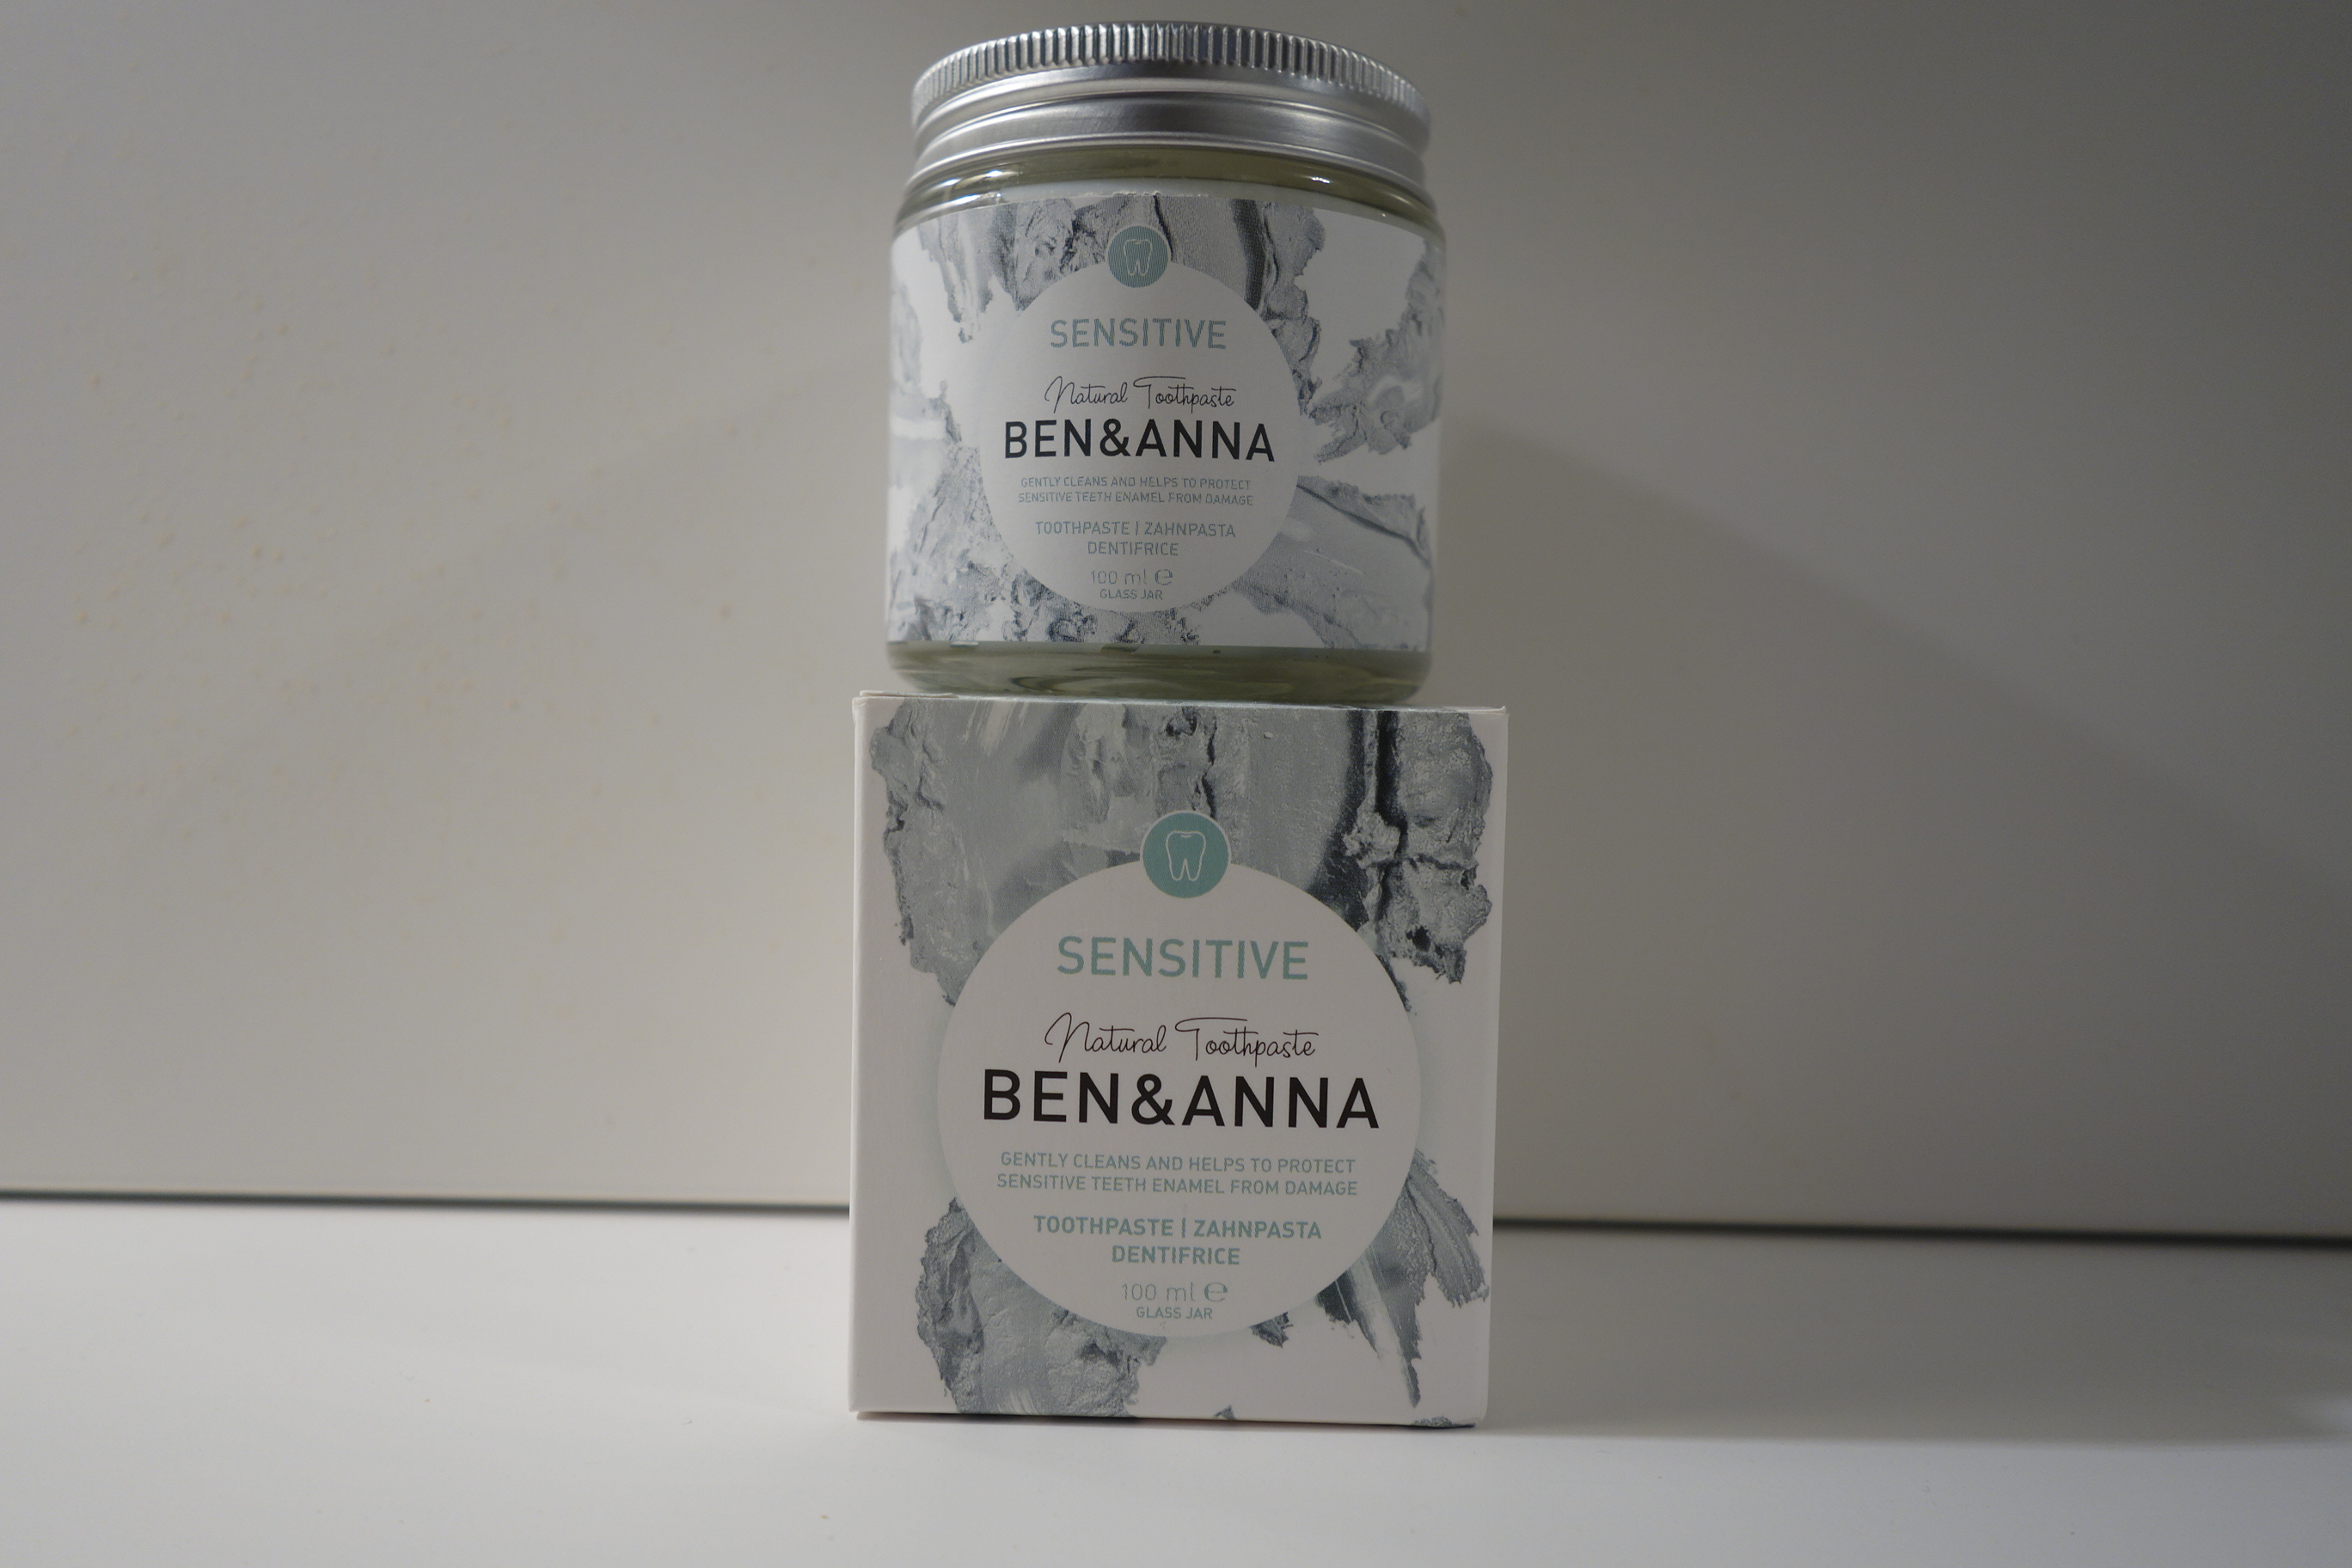 SENSITIVE
Natural Toothpaste
BEN&ANNA
GENTLY CLEANS AND HELPS TO PROTECT
SENSITIVE TEETH ENAMEL FROM DAMAGE
TOOTHPASTE | ZAHNPASTA
DENTIFRICE
100 ml ℮
GLASS JAR
SENSITIVE
Natural Toothpaste
BEN&ANNA
GENTLY CLEANS AND HELPS TO PROTECT
SENSITIVE TEETH ENAMEL FROM DAMAGE
TOOTHPASTE | ZAHNPASTA
DENTIFRICE
100 ml ℮
GLASS JAR